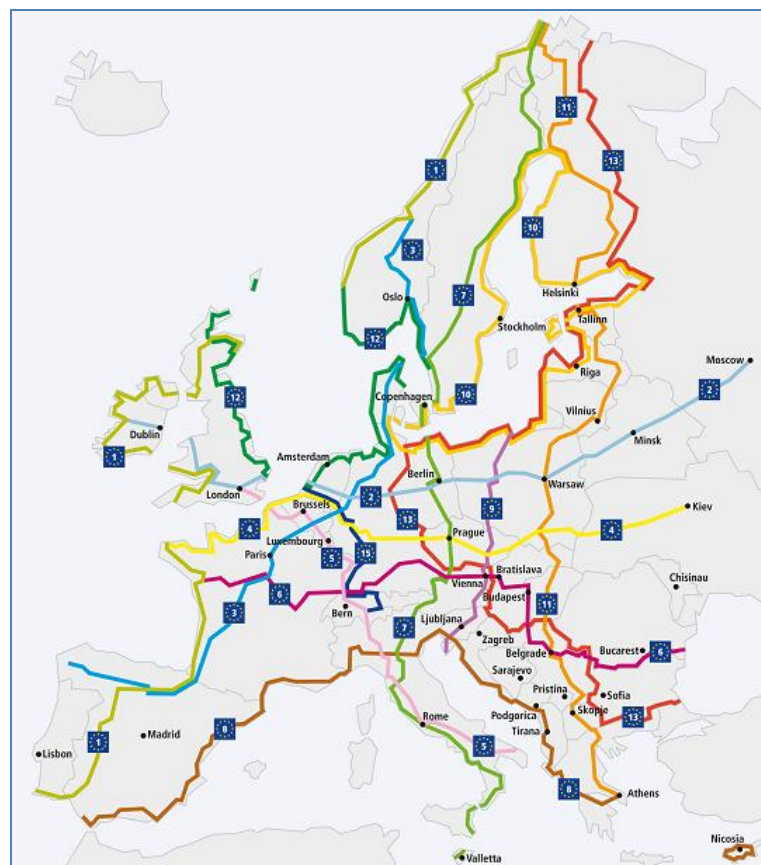 11
13
1
10
3
Oslo
7
Helsinki
12
Stockholm
Tallinn
Moscow
2
Riga
12
10
Copenhagen
Vilnius
Dublin
Minsk
1
Amsterdam
Berlin
London
2
Warsaw
Brussels
9
Kiev
4
13
4
Prague
Luxembourg
Paris
5
15
Bratislava
Vienna
Chisinau
3
6
Budapest
Bern
11
7
Ljubljana
Zagreb
Belgrade
Bucarest
6
Sarajevo
Pristina
Sofia
Rome
Podgorica
Skopje
13
Madrid
8
1
Tirana
5
Lisbon
8
Athens
Nicosia
Valletta